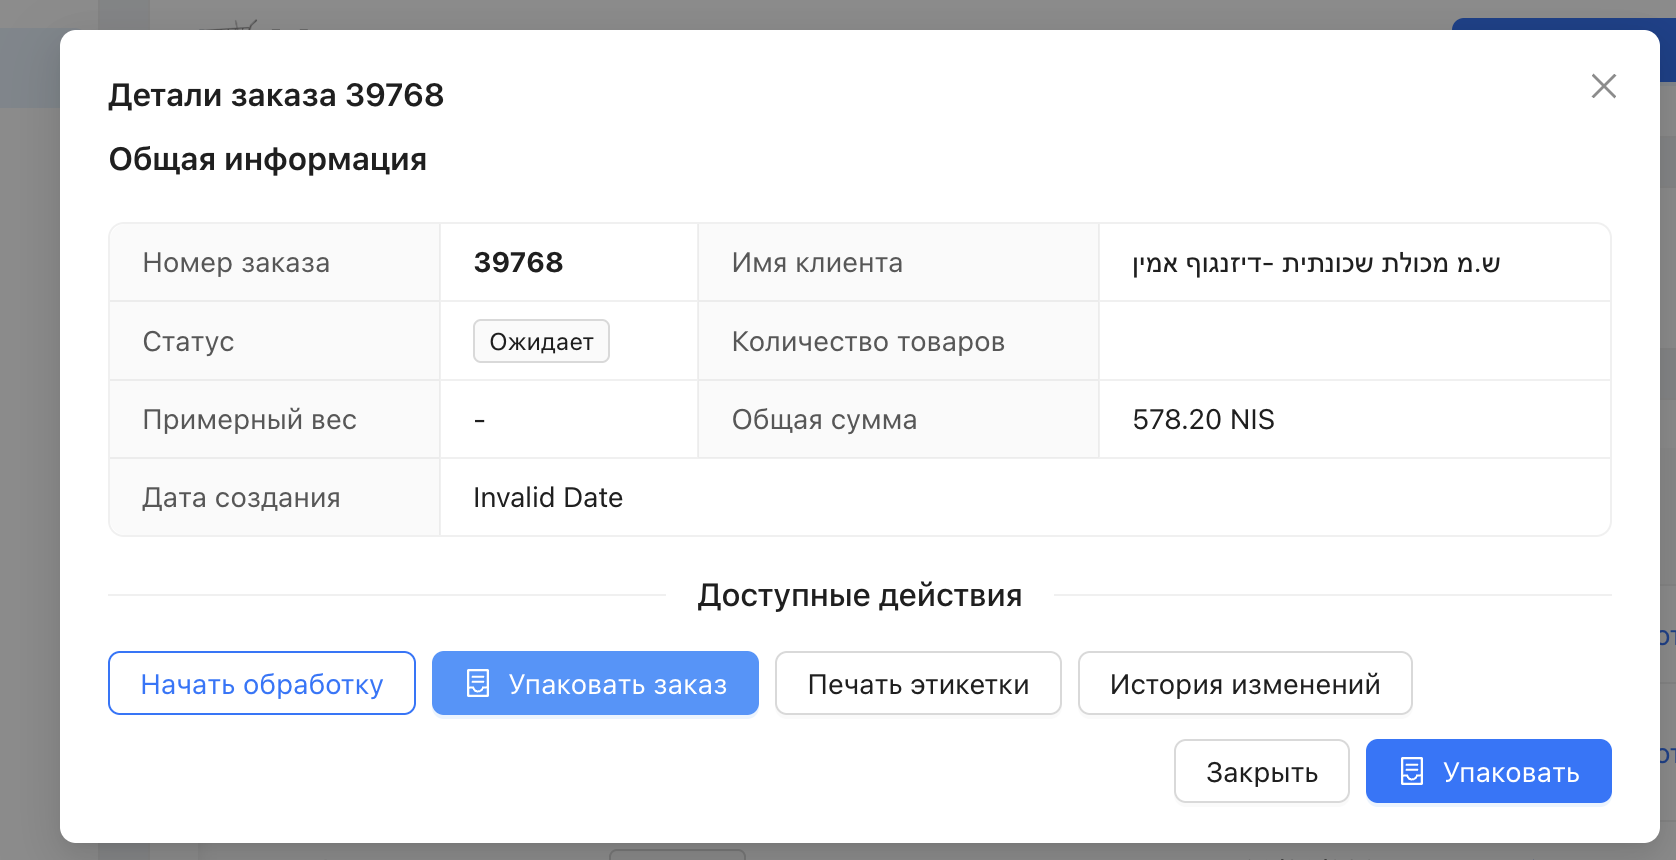 Детали заказа 39768
Общая информация
Номер заказа 39768 Имя клиента ש.מ מכולת שכונתית -דיזנגוף אמין
Статус Ожидает Количество товаров
Примерный вес - Общая сумма 578.20 NIS
Дата создания Invalid Date
Доступные действия
Начать обработку Упаковать заказ Печать этикетки История изменений
Закрыть Упаковать